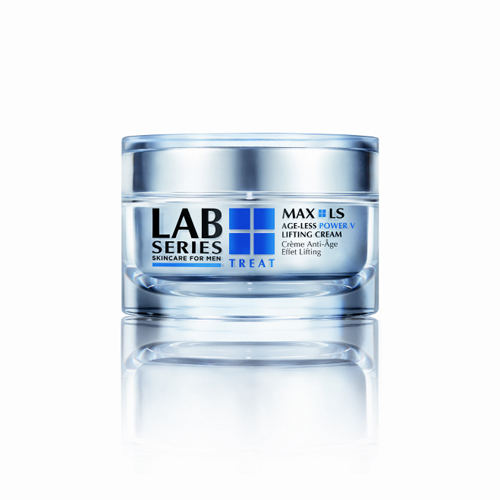 LAB
SERIES
SKINCARE FOR MEN
TREAT
MAX LS
AGE-LESS POWER V
LIFTING CREAM
Crème Anti-Âge
Effet Lifting